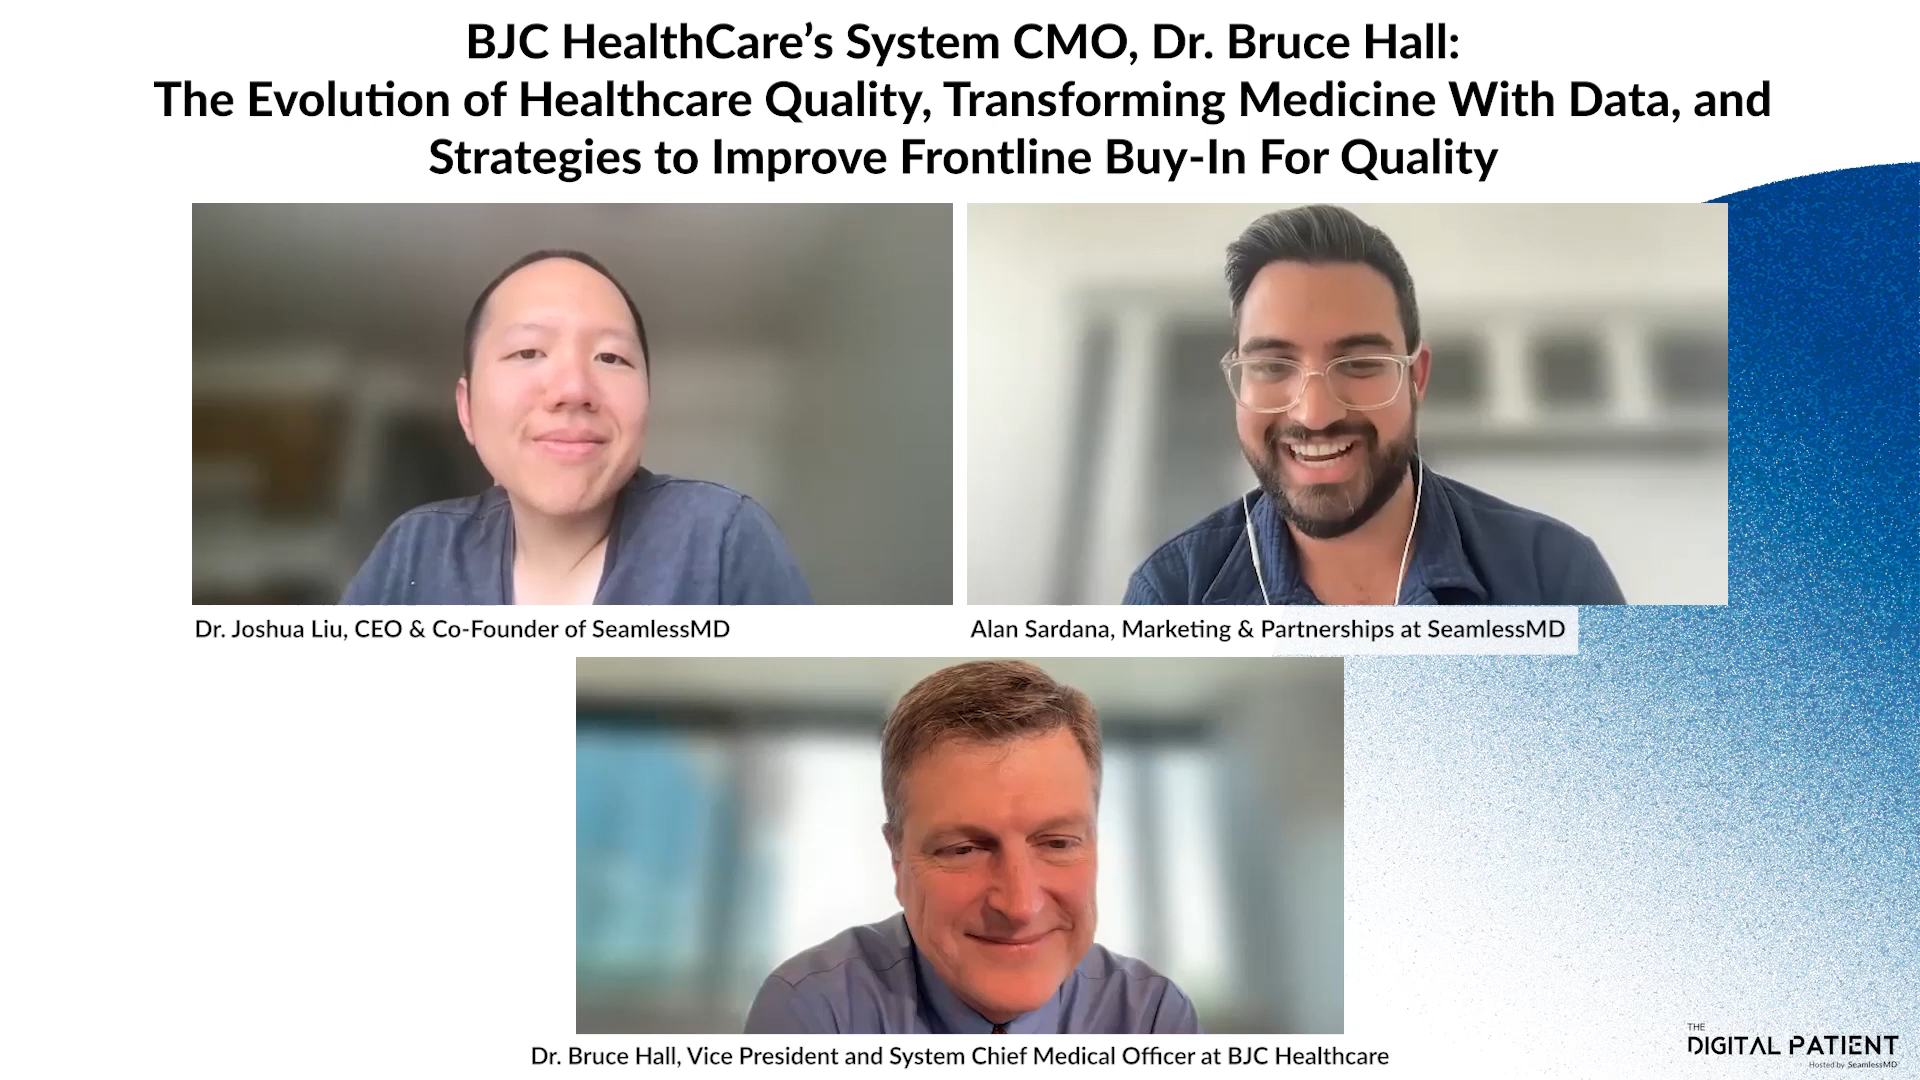 BJC HealthCare’s System CMO, Dr. Bruce Hall:
The Evolution of Healthcare Quality, Transforming Medicine With Data, and
Strategies to Improve Frontline Buy-In For Quality
Dr. Joshua Liu, CEO & Co-Founder of SeamlessMD
Alan Sardana, Marketing & Partnerships at SeamlessMD
Dr. Bruce Hall, Vice President and System Chief Medical Officer at BJC Healthcare
THE
DIGITAL PATIENT
Hosted by SeamlessMD